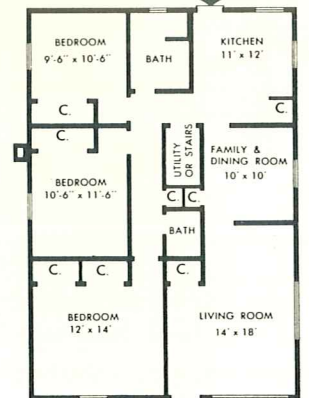 BEDROOM
9'-6" x 10'-6"
BATH
KITCHEN
11' x 12'
C.
C.
C.
UTILITY
OR STAIRS
FAMILY &
DINING ROOM
10' x 10'
BEDROOM
10'-6" x 11'-6"
C.
C.
BATH
C.
C.
C.
BEDROOM
12' x 14'
LIVING ROOM
14' x 18'